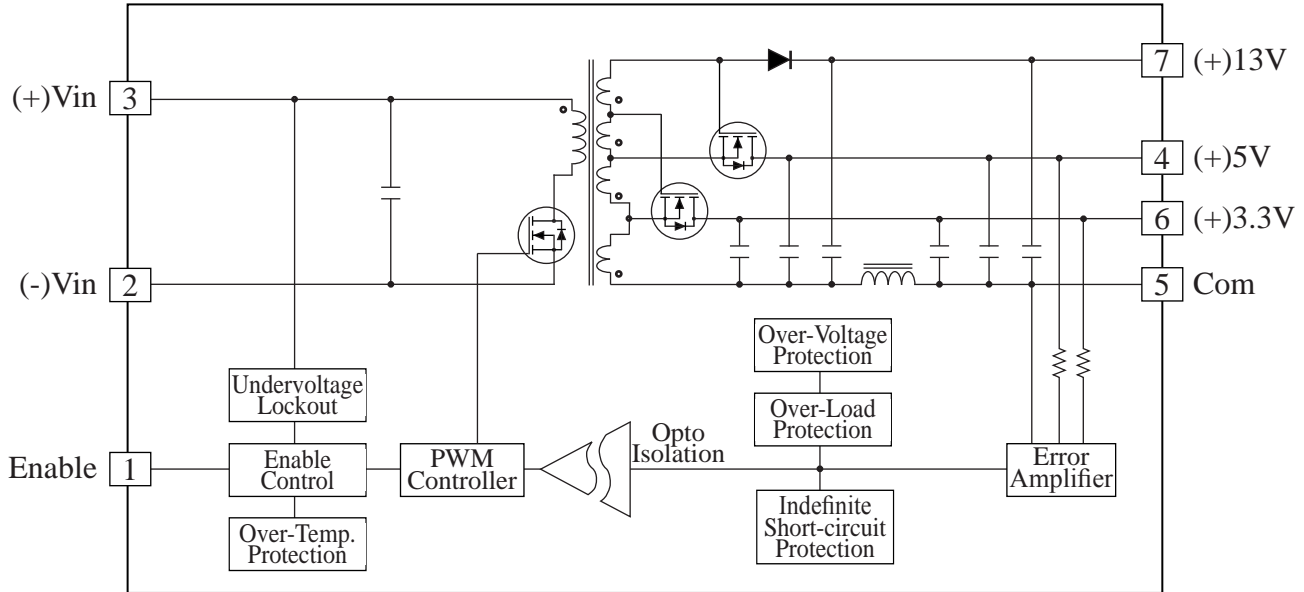 (+)Vin 3
(-)Vin 2
Enable 1
7 (+)13V
4 (+)5V
6 (+)3.3V
5 Com
Undervoltage
Lockout
Enable
Control
Over-Temp.
Protection
PWM
Controller
Opto
Isolation
Over-Voltage
Protection
Over-Load
Protection
Indefinite
Short-circuit
Protection
Error
Amplifier